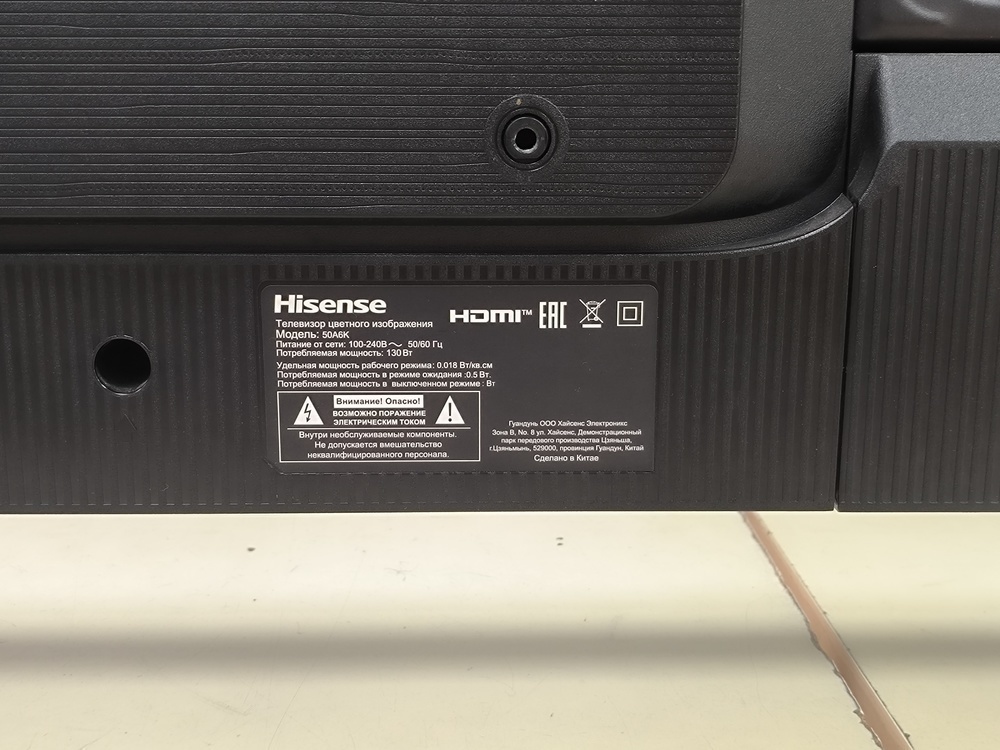 Hisense
HDMI™ EAC
Телевизор цветного изображения
Модель: 50A6K
Питание от сети: 100-240В～ 50/60 Гц
Потребляемая мощность: 130 Вт
Удельная мощность рабочего режима: 0.018 Вт/кв.см
Потребляемая мощность в режиме ожидания :0.5 Вт.
Потребляемая мощность в выключенном режиме : Вт
Внимание! Опасно!
ВОЗМОЖНО ПОРАЖЕНИЕ
ЭЛЕКТРИЧЕСКИМ ТОКОМ
Внутри необслуживаемые компоненты.
Не допускается вмешательство
неквалифицированного персонала.
Гуандунь ООО Хайсенс Электроникс
Зона B, No. 8 ул. Хайсенс, Демонстрационный
парк передового производства Цзяньша,
г.Цзяньмынь, 529000, провинция Гуандун, Китай
Сделано в Китае